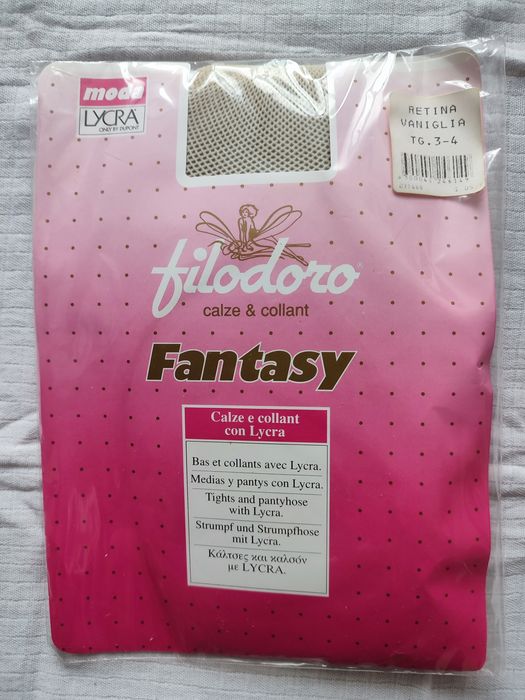 moda
LYCRA®
ONLY BY DUPONT
RETINA
VANIGLIA
TG.3-4
filodoro®
calze & collant
Fantasy
Calze e collant
con Lycra
Bas et collants avec Lycra.
Medias y pantys con Lycra.
Tights and pantyhose
with Lycra.
Strumpf und Strumpfhose
mit Lycra.
Κάλτσες και καλσόν
με LYCRA.